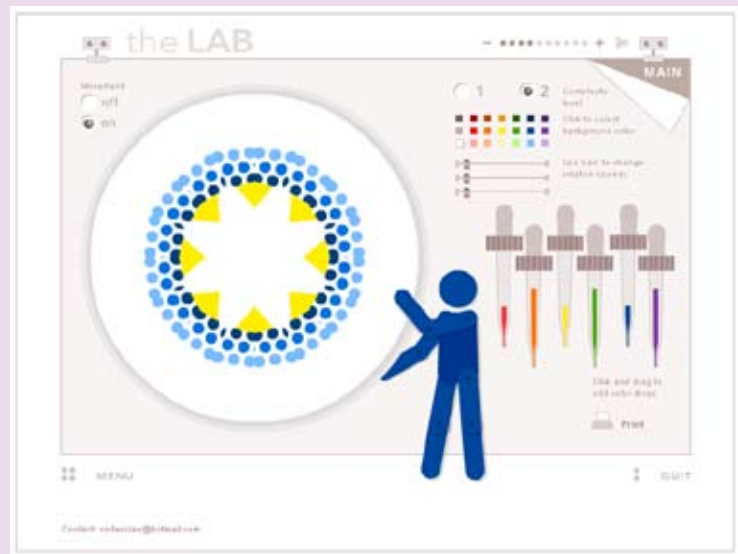 the LAB
MAIN
Movement
off
on
1
2
Complexity
level
Click to select
background color
Use bars to change
rotation speeds
Click and drag to
add color drops
Print
MENU
QUIT
Contact: